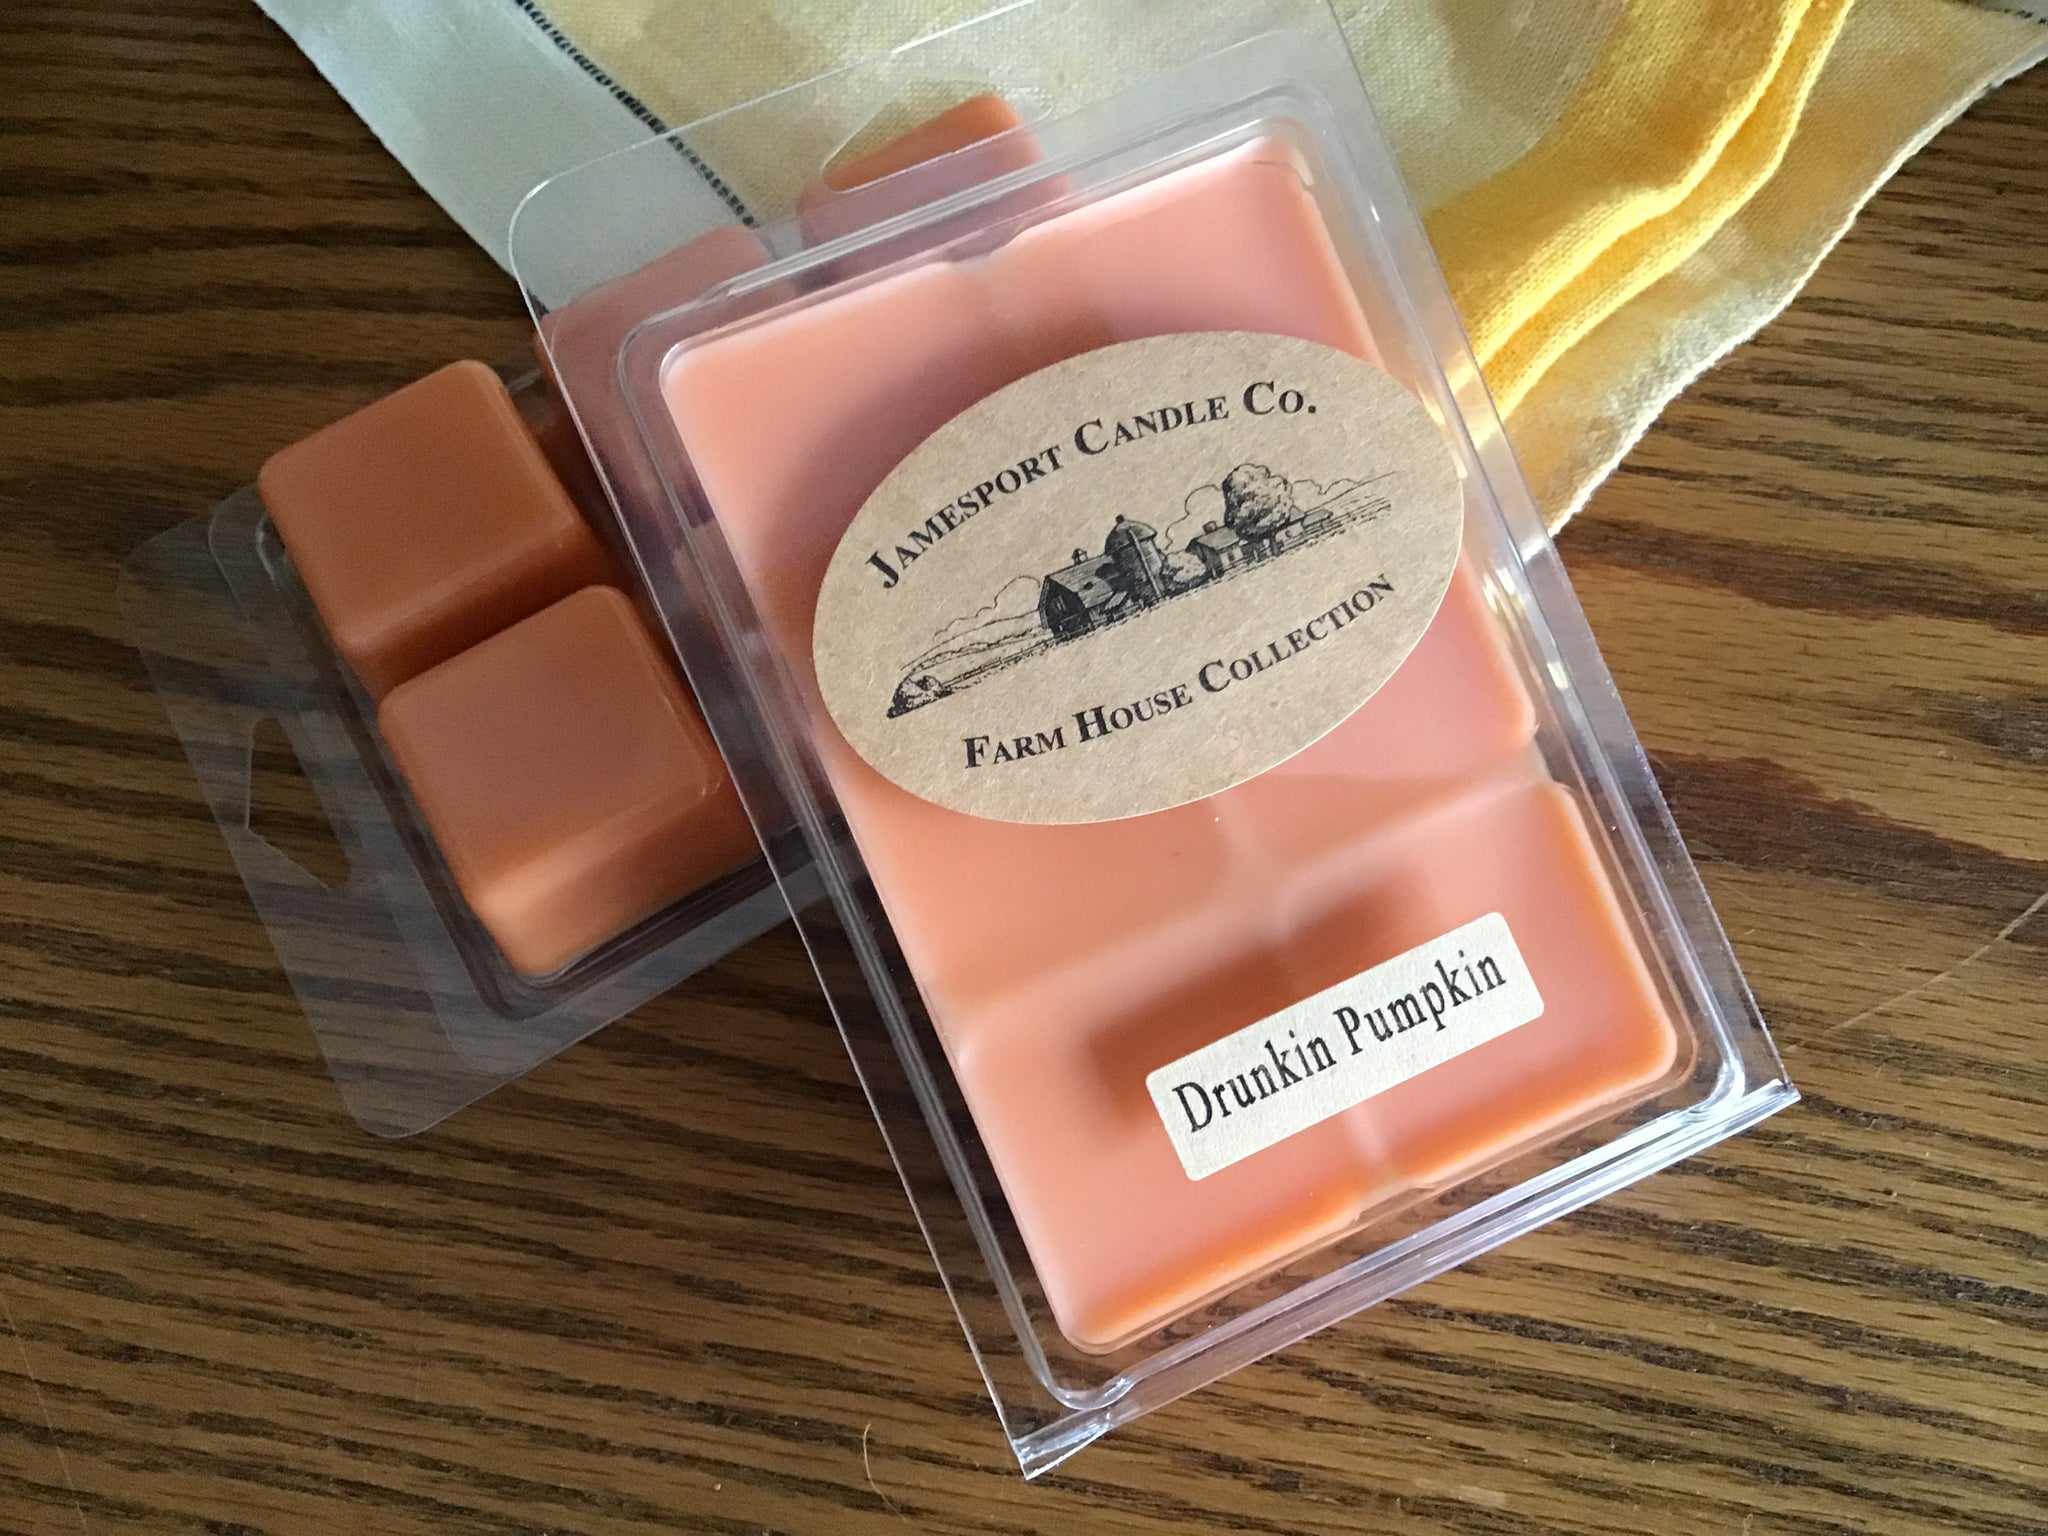 Jamesport Candle Co.
Farm House Collection
Drunkin Pumpkin